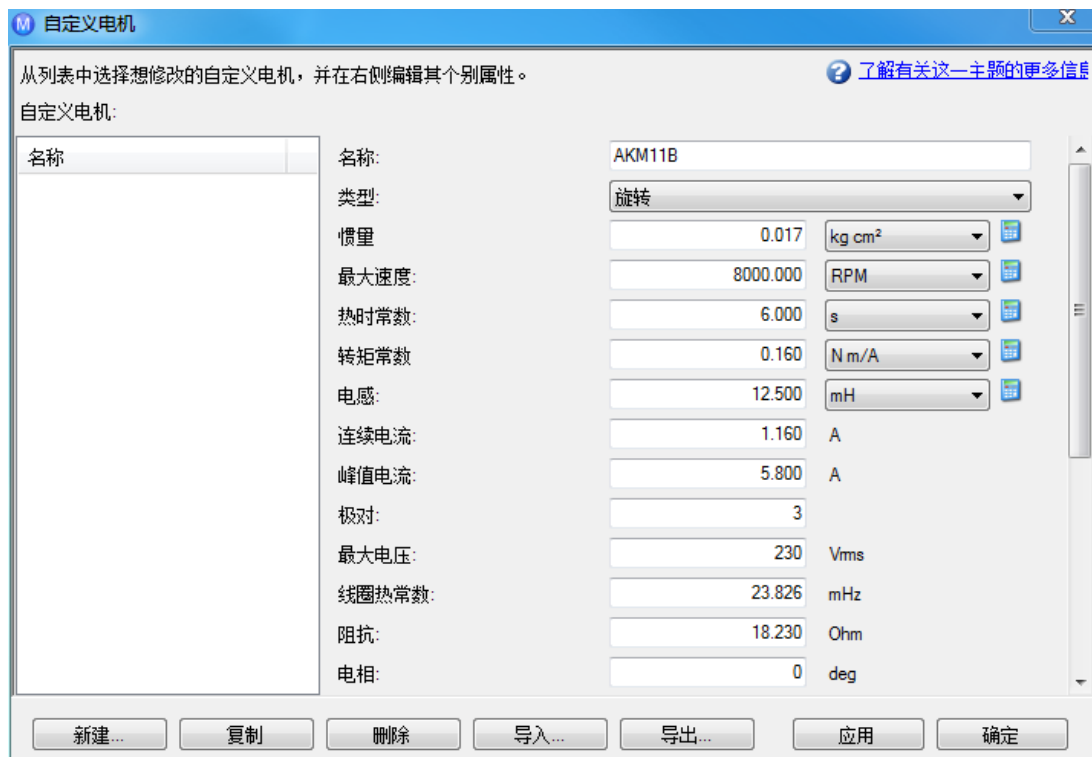 自定义电机
从列表中选择想修改的自定义电机，并在右侧编辑其个别属性。
了解有关这一主题的更多信息
自定义电机:
名称
名称: AKM11B
类型: 旋转
惯量 0.017 kg cm²
最大速度: 8000.000 RPM
热时常数: 6.000 s
转矩常数 0.160 N m/A
电感: 12.500 mH
连续电流: 1.160 A
峰值电流: 5.800 A
极对: 3
最大电压: 230 Vrms
线圈热常数: 23.826 mHz
阻抗: 18.230 Ohm
电相: 0 deg
新建... 复制 删除 导入... 导出... 应用 确定